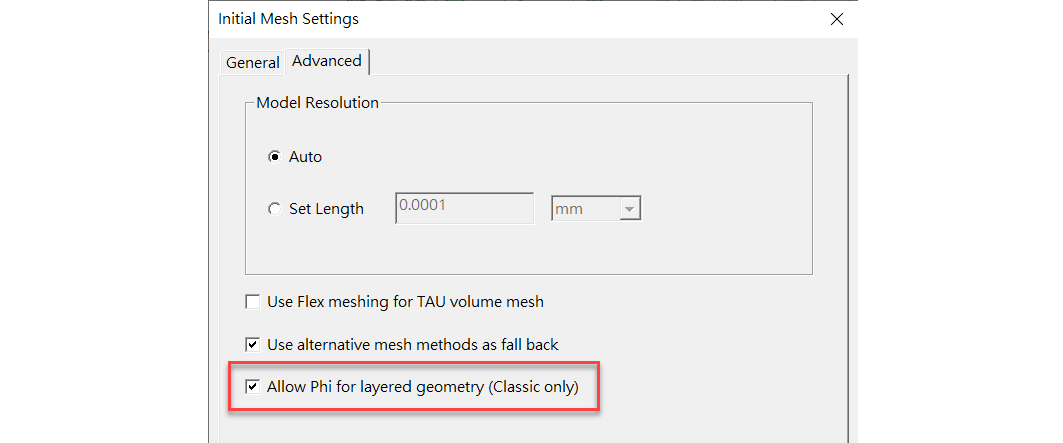 Initial Mesh Settings
General Advanced
Model Resolution
Auto
Set Length 0.0001 mm
Use Flex meshing for TAU volume mesh
Use alternative mesh methods as fall back
Allow Phi for layered geometry (Classic only)